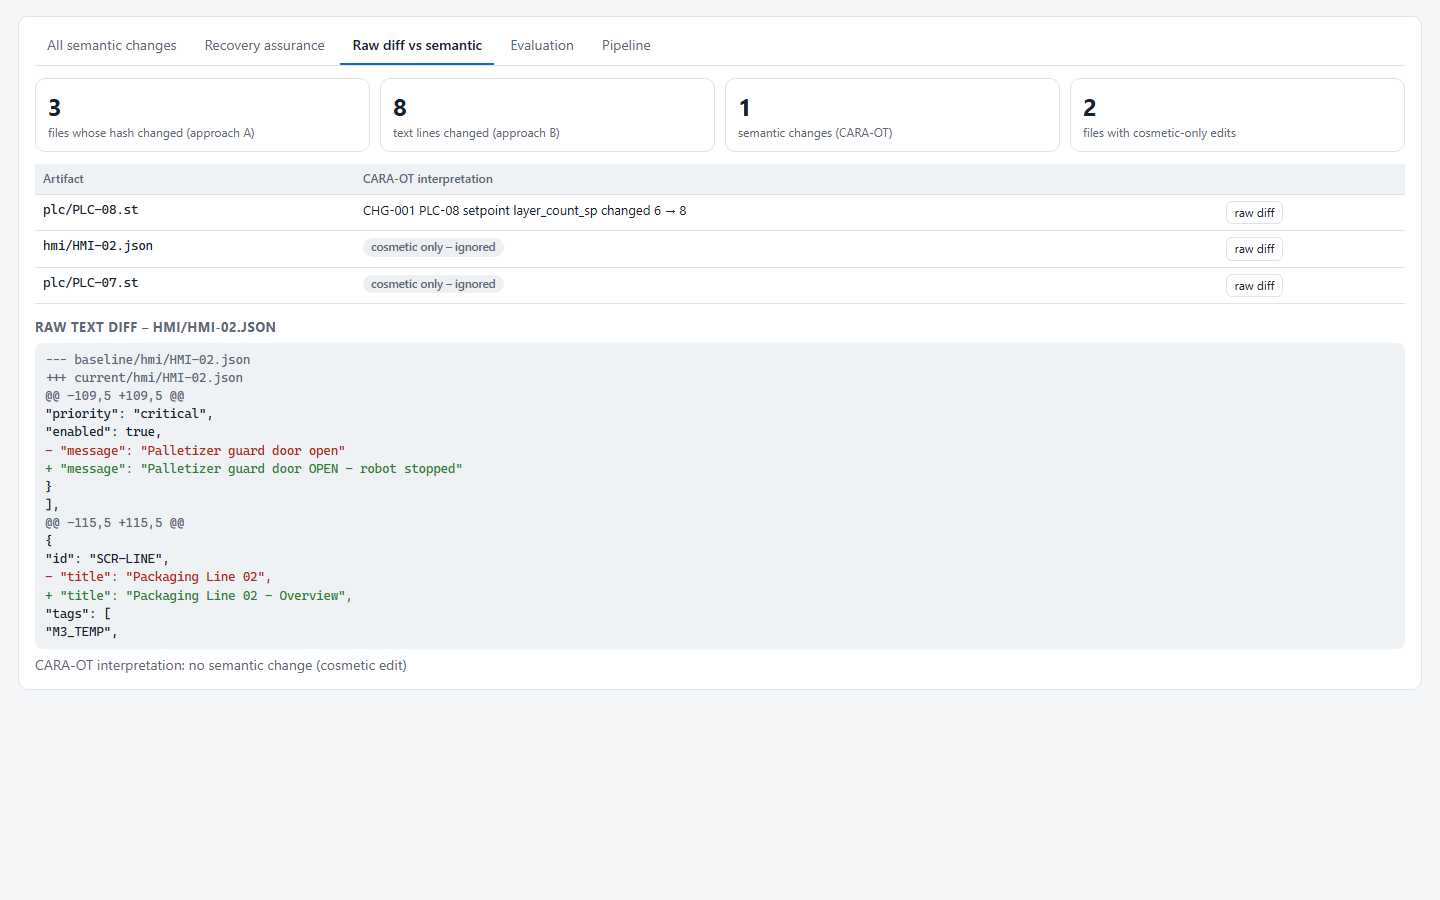 All semantic changes Recovery assurance Raw diff vs semantic Evaluation Pipeline
3 8 1 2
files whose hash changed (approach A) text lines changed (approach B) semantic changes (CARA-OT) files with cosmetic-only edits
Artifact CARA-OT interpretation
plc/PLC-08.st CHG-001 PLC-08 setpoint layer_count_sp changed 6 → 8 raw diff
hmi/HMI-02.json cosmetic only – ignored raw diff
plc/PLC-07.st cosmetic only – ignored raw diff
RAW TEXT DIFF – HMI/HMI-02.JSON
--- baseline/hmi/HMI-02.json
+++ current/hmi/HMI-02.json
@@ -109,5 +109,5 @@
"priority": "critical",
"enabled": true,
- "message": "Palletizer guard door open"
+ "message": "Palletizer guard door OPEN - robot stopped"
}
],
@@ -115,5 +115,5 @@
{
"id": "SCR-LINE",
- "title": "Packaging Line 02",
+ "title": "Packaging Line 02 - Overview",
"tags": [
"M3_TEMP",
CARA-OT interpretation: no semantic change (cosmetic edit)